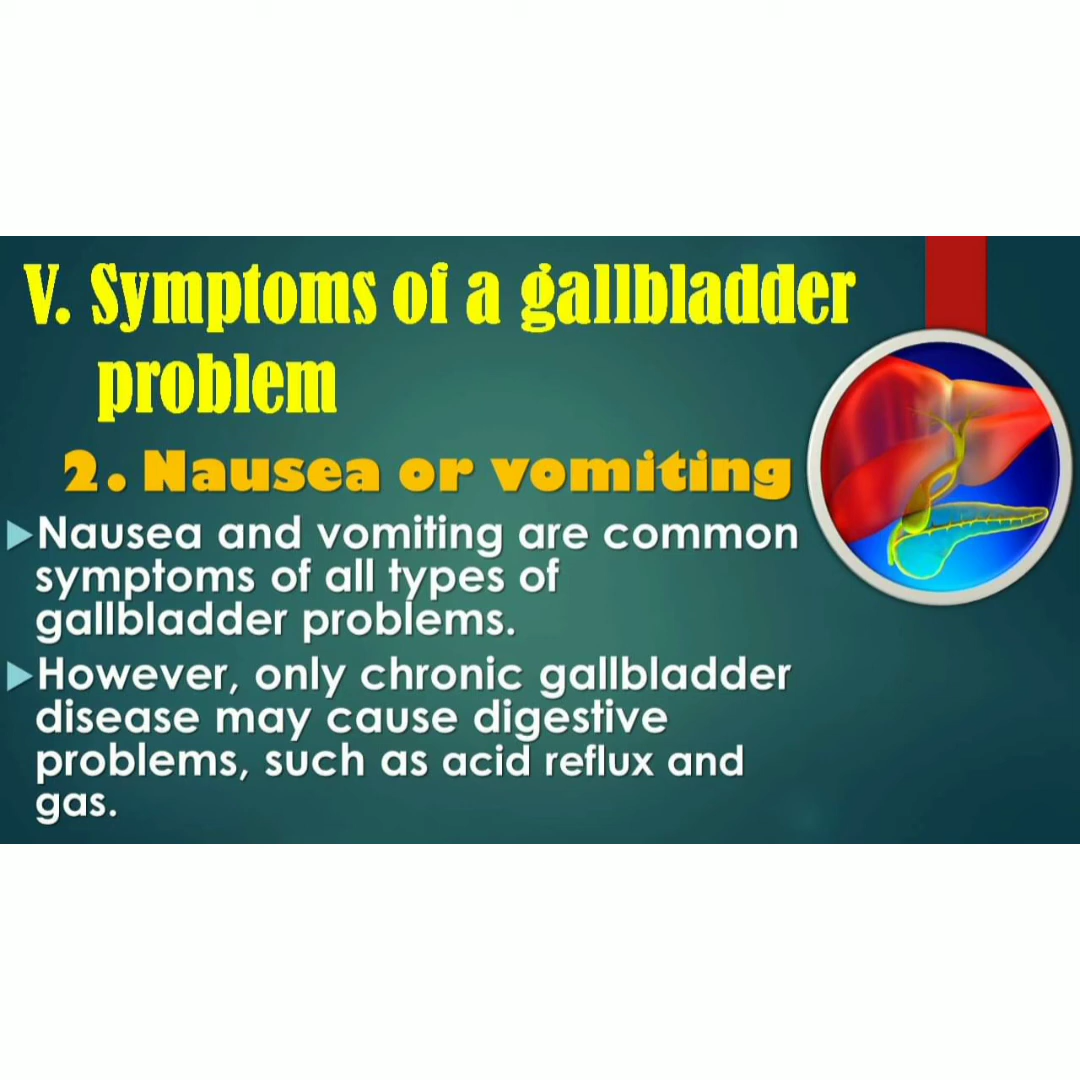 V. Symptoms of a gallbladder
problem
2. Nausea or vomiting
Nausea and vomiting are common
symptoms of all types of
gallbladder problems.
However, only chronic gallbladder
disease may cause digestive
problems, such as acid reflux and
gas.